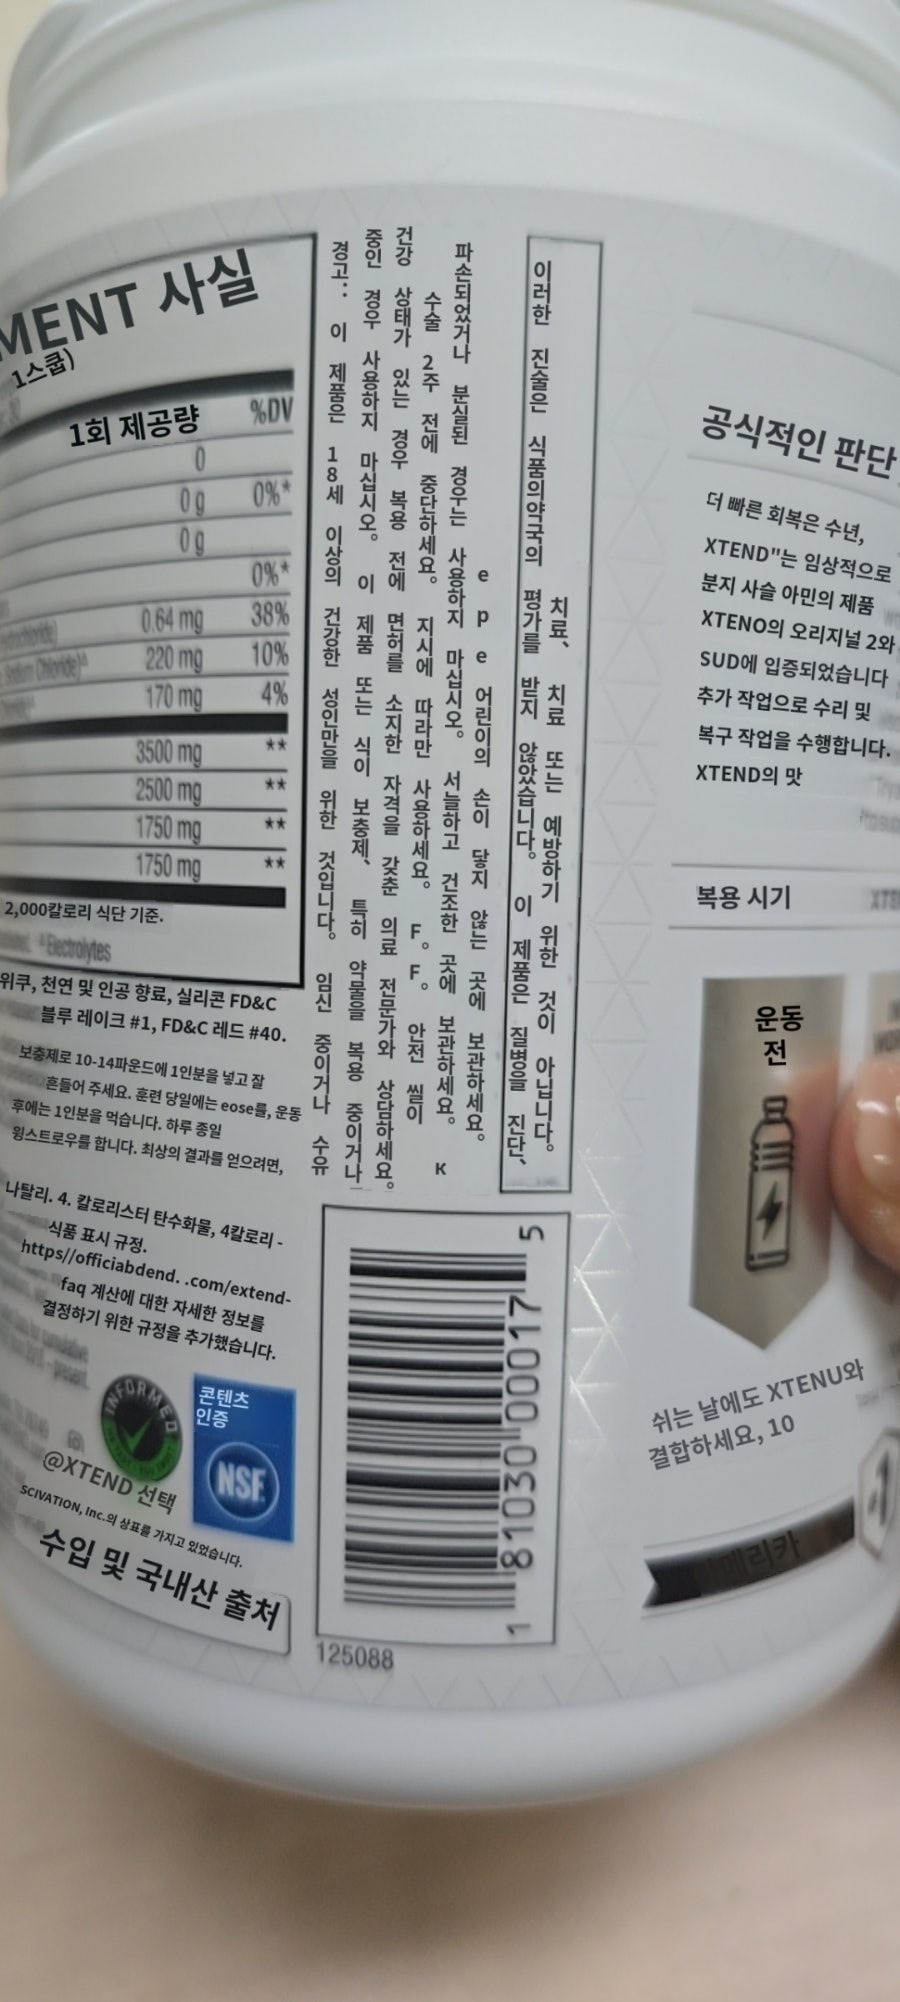 MENT 사실
1스쿱)
1회 제공량 %DV
0
0 g 0%*
0 g
0%*
0.64 mg 38%
220 mg 10%
170 mg 4%
3500 mg **
2500 mg **
1750 mg **
1750 mg **
2,000칼로리 식단 기준.
Electrolytes
위쿠, 천연 및 인공 향료, 실리콘 FD&C
블루 레이크 #1, FD&C 레드 #40.
보충제로 10-14파운드에 1인분을 넣고 잘
흔들어 주세요. 훈련 당일에는 eose를, 운동
후에는 1인분을 먹습니다. 하루 종일
윙스트로우를 합니다. 최상의 결과를 얻으려면,
나탈리. 4. 칼로리스터 탄수화물, 4칼로리 -
식품 표시 규정.
https//officiabdend. .com/extend-
faq 계산에 대한 자세한 정보를
결정하기 위한 규정을 추가했습니다.
INFORMED
콘텐츠
인증
NSF
@XTEND 선택
SCIVATION, Inc.의 상표를 가지고 있었습니다.
수입 및 국내산 출처
경고: 이 제품은 18세 이상의 건강한 성인만을 위한 것입니다. 임신 중이거나 수유
중인 경우 사용하지 마십시오. 이 제품 또는 식이 보충제, 특히 약물을 복용 중이거나
건강 상태가 있는 경우 복용 전에 면허를 소지한 자격을 갖춘 의료 전문가와 상담하세요.
수술 2주 전에 중단하세요. 지시에 따라만 사용하세요. F。F。 안전 씰이
파손되었거나 분실된 경우는 사용하지 마십시오. 서늘하고 건조한 곳에 보관하세요. K
e p e 어린이의 손이 닿지 않는 곳에 보관하세요.
이러한 진술은 식품의약국의 평가를 받지 않았습니다. 이 제품은 질병을 진단,
치료, 치료 또는 예방하기 위한 것이 아닙니다.
1 81030 00017 5
125088
공식적인 판단
더 빠른 회복은 수년,
XTEND"는 임상적으로
분지 사슬 아민의 제품
XTENO의 오리지널 2와
SUD에 입증되었습니다
추가 작업으로 수리 및
복구 작업을 수행합니다.
XTEND의 맛
복용 시기
운동
전
쉬는 날에도 XTENU와
결합하세요, 10
메리카